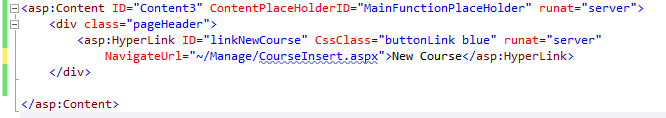 <asp:Content ID="Content3" ContentPlaceHolderID="MainFunctionPlaceHolder" runat="server">
<div class="pageHeader">
<asp:HyperLink ID="linkNewCourse" CssClass="buttonLink blue" runat="server"
NavigateUrl="~/Manage/CourseInsert.aspx">New Course</asp:HyperLink>
</div>
</asp:Content>